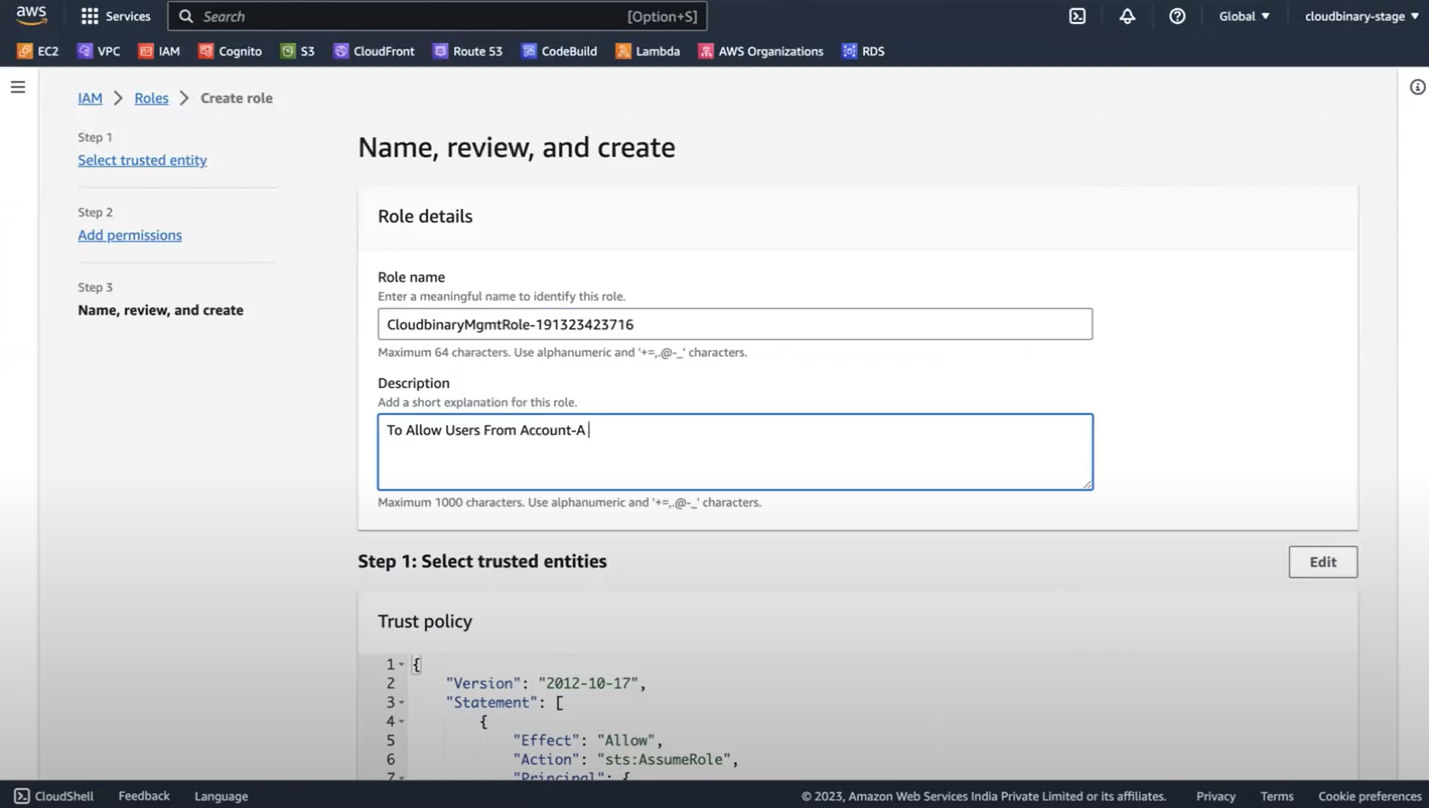 aws
Services
Search
[Option+S]
Global
cloudbinary-stage
EC2
VPC
IAM
Cognito
S3
CloudFront
Route 53
CodeBuild
Lambda
AWS Organizations
RDS
IAM > Roles > Create role
Step 1
Select trusted entity
Step 2
Add permissions
Step 3
Name, review, and create
Name, review, and create
Role details
Role name
Enter a meaningful name to identify this role.
CloudbinaryMgmtRole-191323423716
Maximum 64 characters. Use alphanumeric and '+=,.@-_' characters.
Description
Add a short explanation for this role.
To Allow Users From Account-A
Maximum 1000 characters. Use alphanumeric and '+=,.@-_' characters.
Step 1: Select trusted entities
Edit
Trust policy
1 {
2 "Version": "2012-10-17",
3 "Statement": [
4 {
5 "Effect": "Allow",
6 "Action": "sts:AssumeRole",
7 "Principal": {
CloudShell
Feedback
Language
© 2023, Amazon Web Services India Private Limited or its affiliates.
Privacy
Terms
Cookie preferences